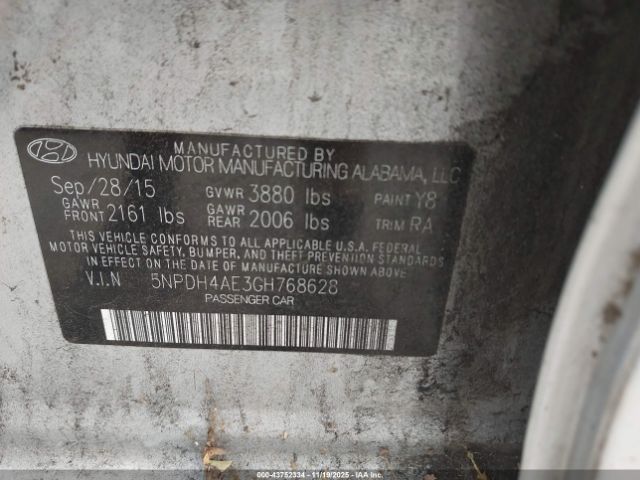 MANUFACTURED BY
HYUNDAI MOTOR MANUFACTURING ALABAMA, LLC
Sep/28/15 GVWR 3880 lbs PAINT Y8
GAWR FRONT 2161 lbs GAWR REAR 2006 lbs TRIM RA
THIS VEHICLE CONFORMS TO ALL APPLICABLE U.S.A. FEDERAL
MOTOR VEHICLE SAFETY, BUMPER, AND THEFT PREVENTION STANDARDS
IN EFFECT ON THE DATE OF MANUFACTURE SHOWN ABOVE.
V.I.N 5NPDH4AE3GH768628
PASSENGER CAR
000-43752334 - 11/19/2025 - IAAI.COM